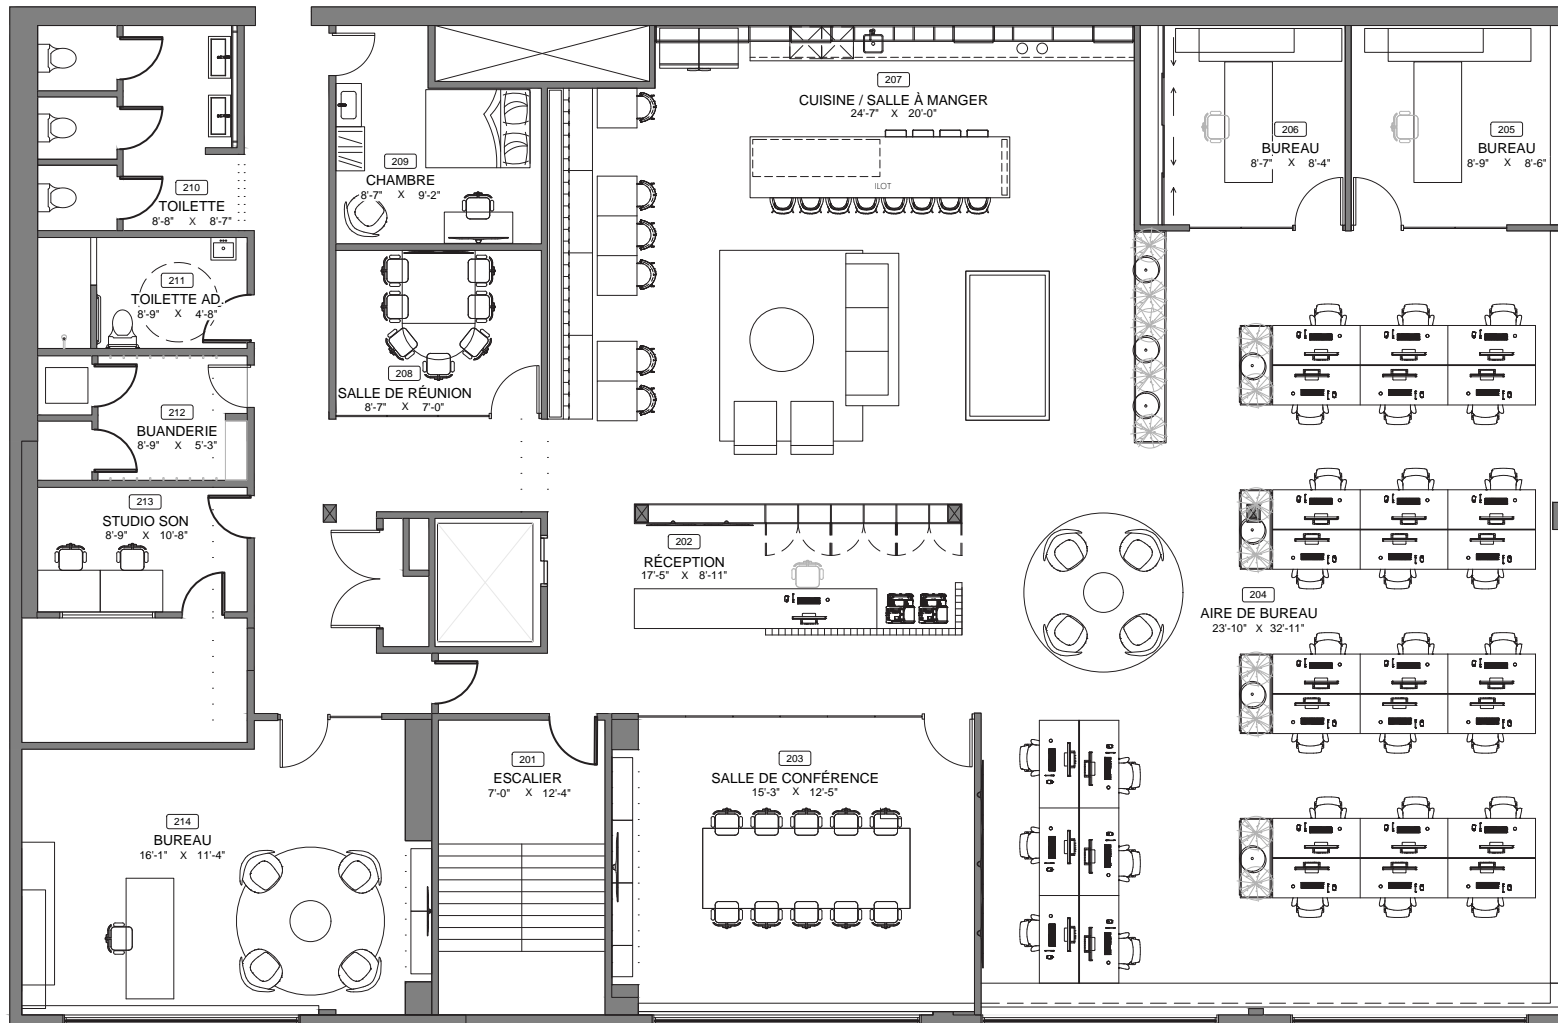 207
CUISINE / SALLE À MANGER
24'-7" X 20'-0"
206
BUREAU
8'-7" X 8'-4"
205
BUREAU
8'-9" X 8'-6"
209
CHAMBRE
8'-7" X 9'-2"
210
TOILETTE
8'-8" X 8'-7"
ILOT
211
TOILETTE AD.
8'-9" X 4'-8"
208
SALLE DE RÉUNION
8'-7" X 7'-0"
212
BUANDERIE
8'-9" X 5'-3"
213
STUDIO SON
8'-9" X 10'-8"
202
RÉCEPTION
17'-5" X 8'-11"
204
AIRE DE BUREAU
23'-10" X 32'-11"
201
ESCALIER
7'-0" X 12'-4"
203
SALLE DE CONFÉRENCE
15'-3" X 12'-5"
214
BUREAU
16'-1" X 11'-4"